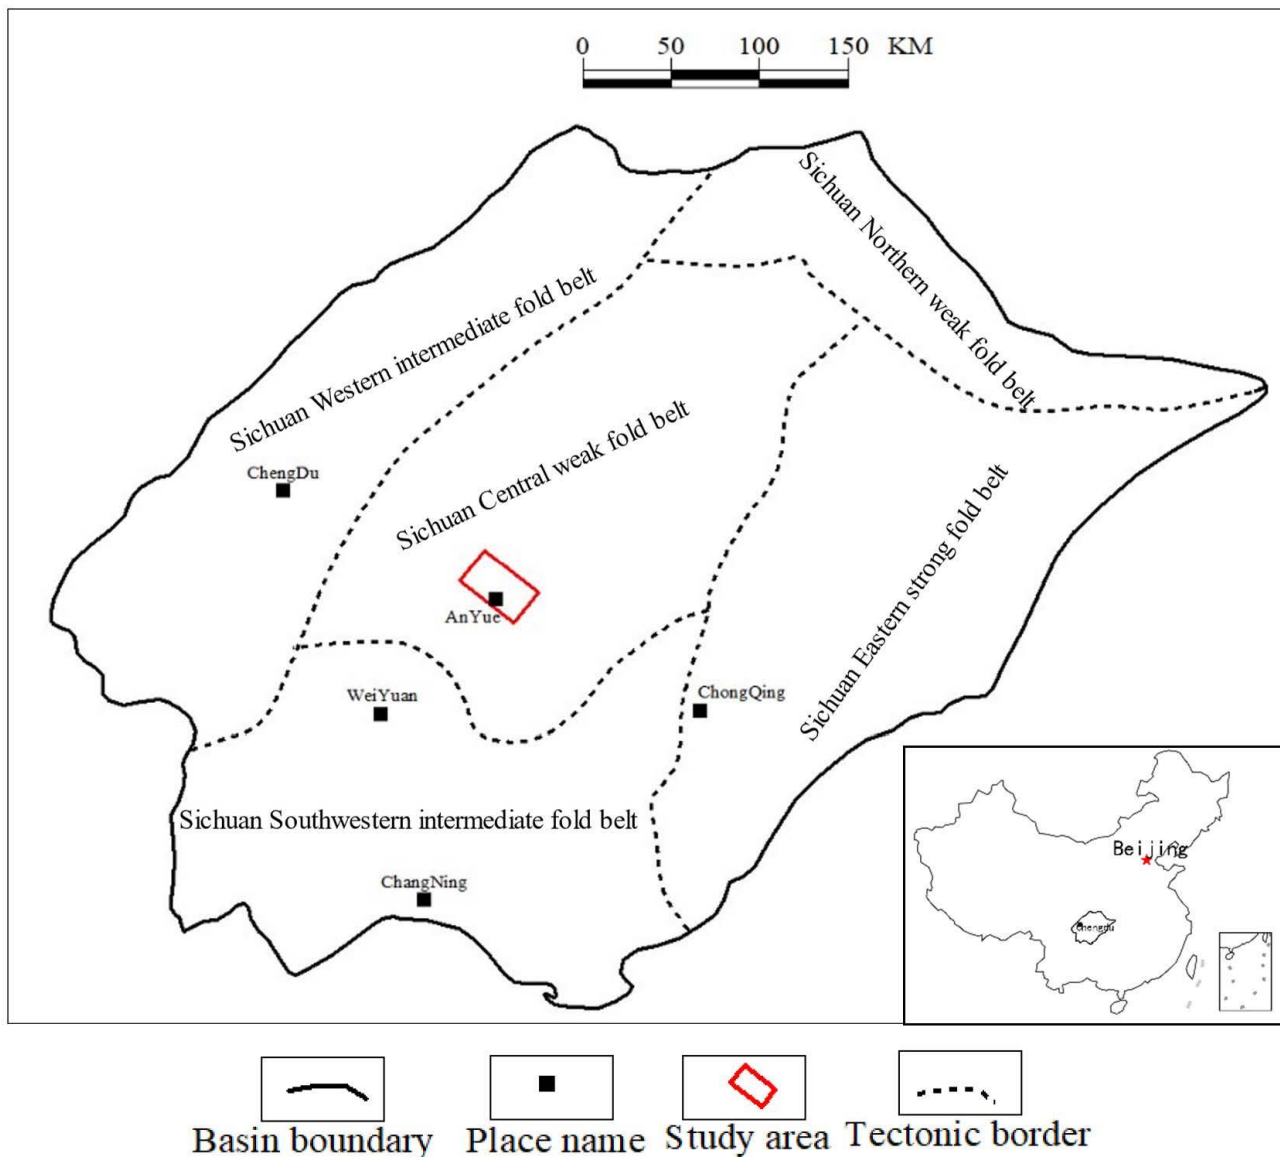 0 50 100 150 KM
Sichuan Northern weak fold belt
Sichuan Western intermediate fold belt
Sichuan Central weak fold belt
ChengDu
Sichuan Eastern strong fold belt
AnYue
WeiYuan
ChongQing
Sichuan Southwestern intermediate fold belt
ChangNing
Beijing
Chengdu
Basin boundary
Place name
Study area
Tectonic border